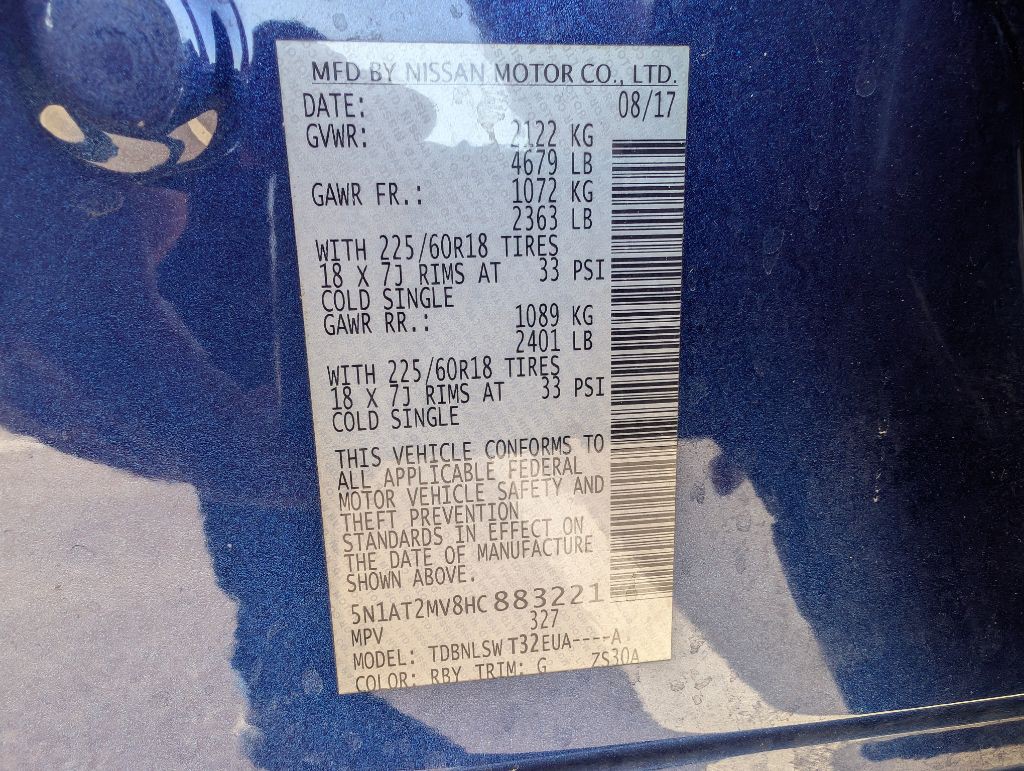 MFD BY NISSAN MOTOR CO., LTD.
DATE: 08/17
GVWR: 2122 KG
4679 LB
GAWR FR.: 1072 KG
2363 LB
WITH 225/60R18 TIRES
18 X 7J RIMS AT 33 PSI
COLD SINGLE
GAWR RR.: 1089 KG
2401 LB
WITH 225/60R18 TIRES
18 X 7J RIMS AT 33 PSI
COLD SINGLE
THIS VEHICLE CONFORMS TO
ALL APPLICABLE FEDERAL
MOTOR VEHICLE SAFETY AND
THEFT PREVENTION
STANDARDS IN EFFECT ON
THE DATE OF MANUFACTURE
SHOWN ABOVE.
5N1AT2MV8HC883221
MPV 327
MODEL: TDBNLSWT32EUA----A
COLOR: RBY TRIM: G ZS30A